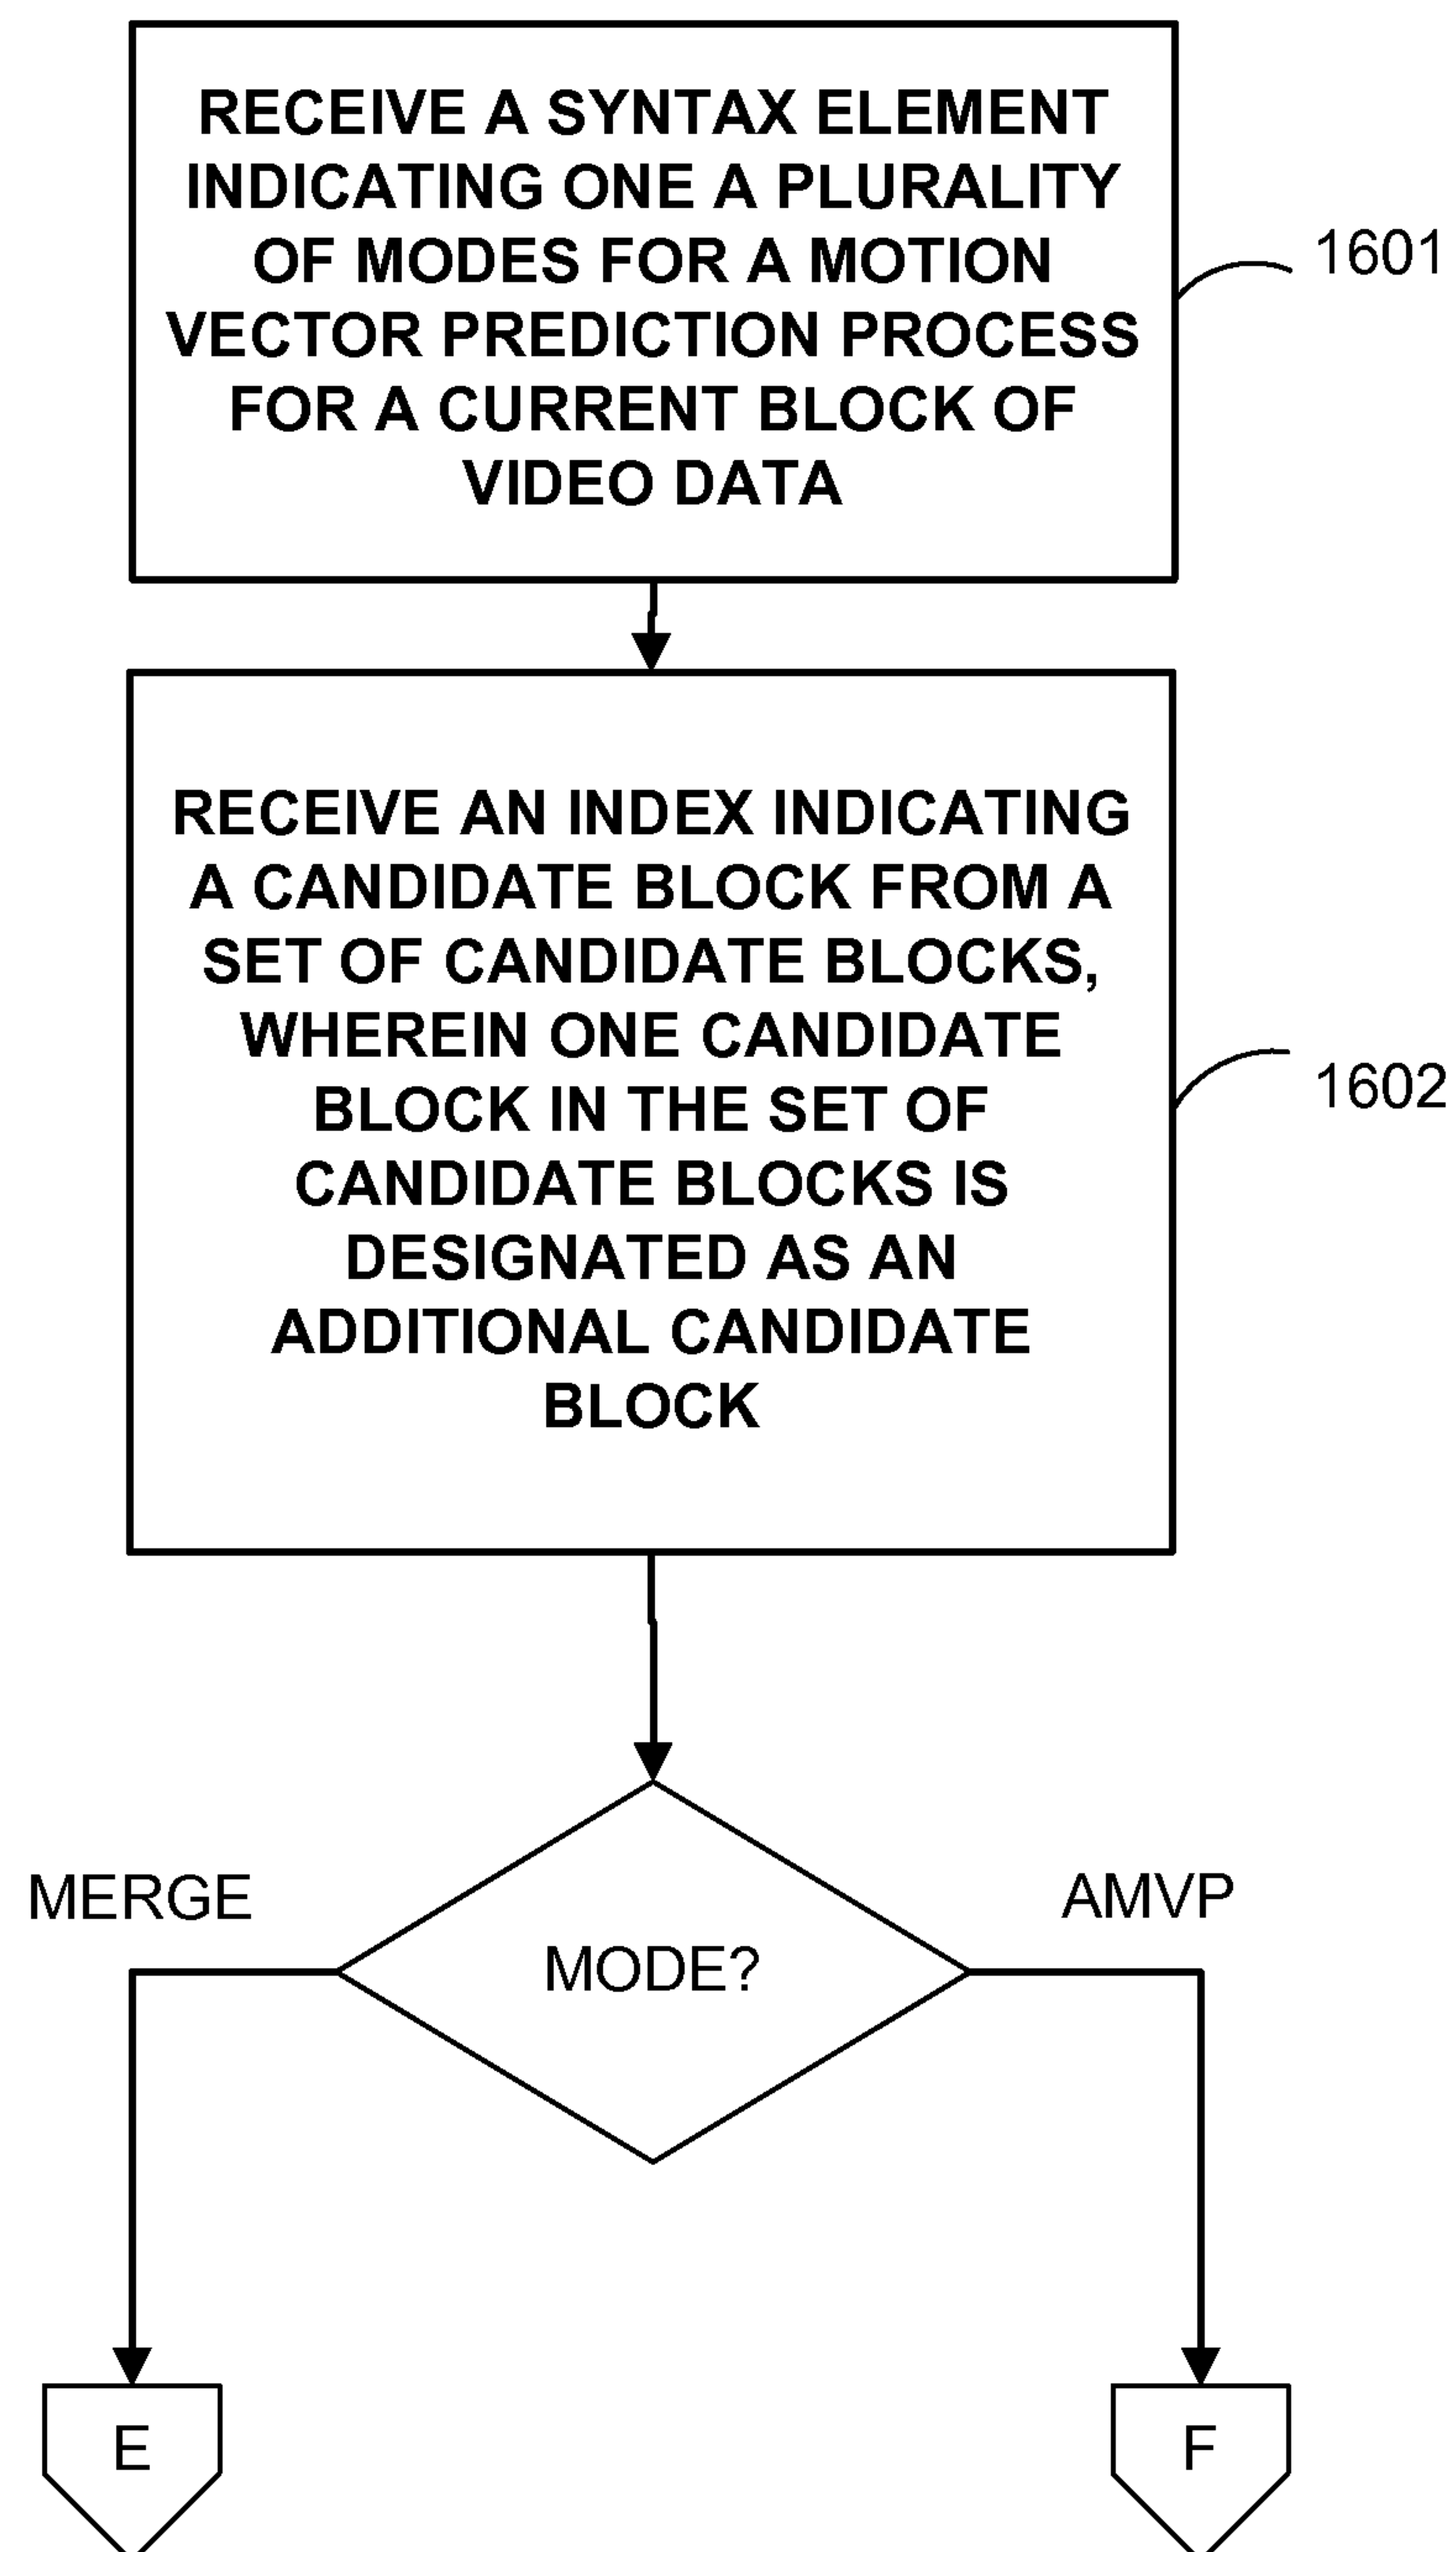 RECEIVE A SYNTAX ELEMENT
INDICATING ONE A PLURALITY
OF MODES FOR A MOTION
VECTOR PREDICTION PROCESS
FOR A CURRENT BLOCK OF
VIDEO DATA
1601
RECEIVE AN INDEX INDICATING
A CANDIDATE BLOCK FROM A
SET OF CANDIDATE BLOCKS,
WHEREIN ONE CANDIDATE
BLOCK IN THE SET OF
CANDIDATE BLOCKS IS
DESIGNATED AS AN
ADDITIONAL CANDIDATE
BLOCK
1602
MERGE
AMVP
MODE?
E
F